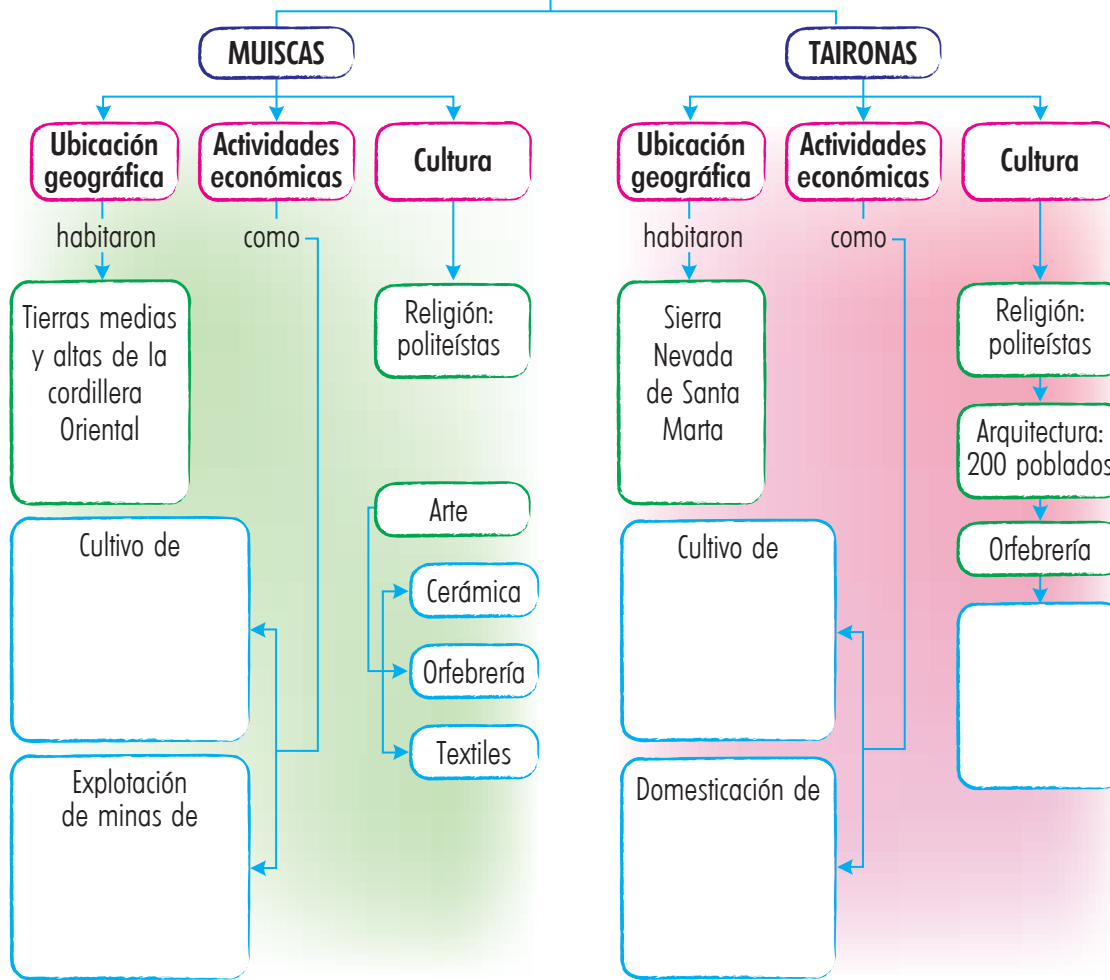 MUISCAS
Ubicación
geográfica
Actividades
económicas
Cultura
habitaron
como
Tierras medias
y altas de la
cordillera
Oriental
Religión:
politeístas
Arte
Cerámica
Orfebrería
Textiles
Cultivo de
Explotación
de minas de
TAIRONAS
Ubicación
geográfica
Actividades
económicas
Cultura
habitaron
como
Sierra
Nevada
de Santa
Marta
Religión:
politeístas
Arquitectura:
200 poblados
Orfebrería
Cultivo de
Domesticación de